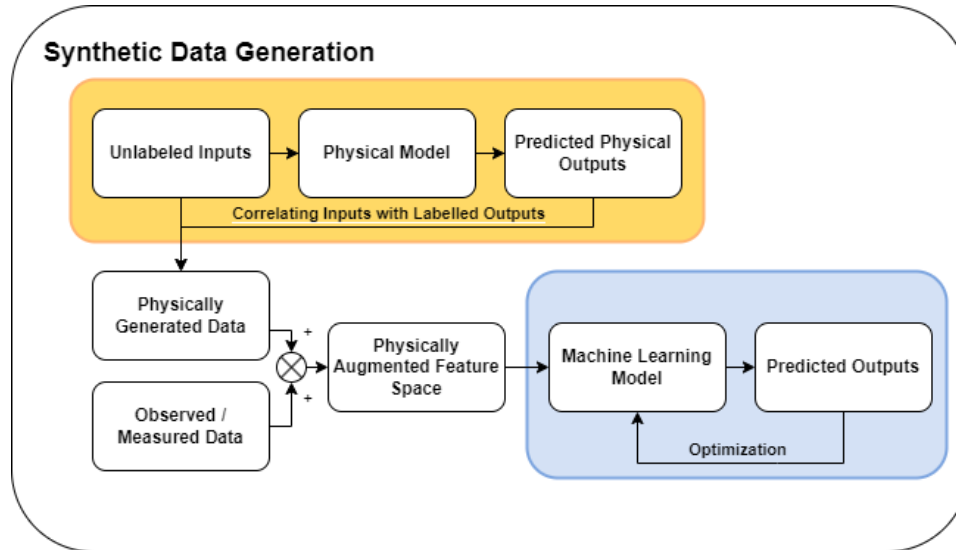 Synthetic Data Generation
Unlabeled Inputs
Physical Model
Predicted Physical
Outputs
Correlating Inputs with Labelled Outputs
Physically
Generated Data
+
Observed /
Measured Data
+
Physically
Augmented Feature
Space
Machine Learning
Model
Predicted Outputs
Optimization